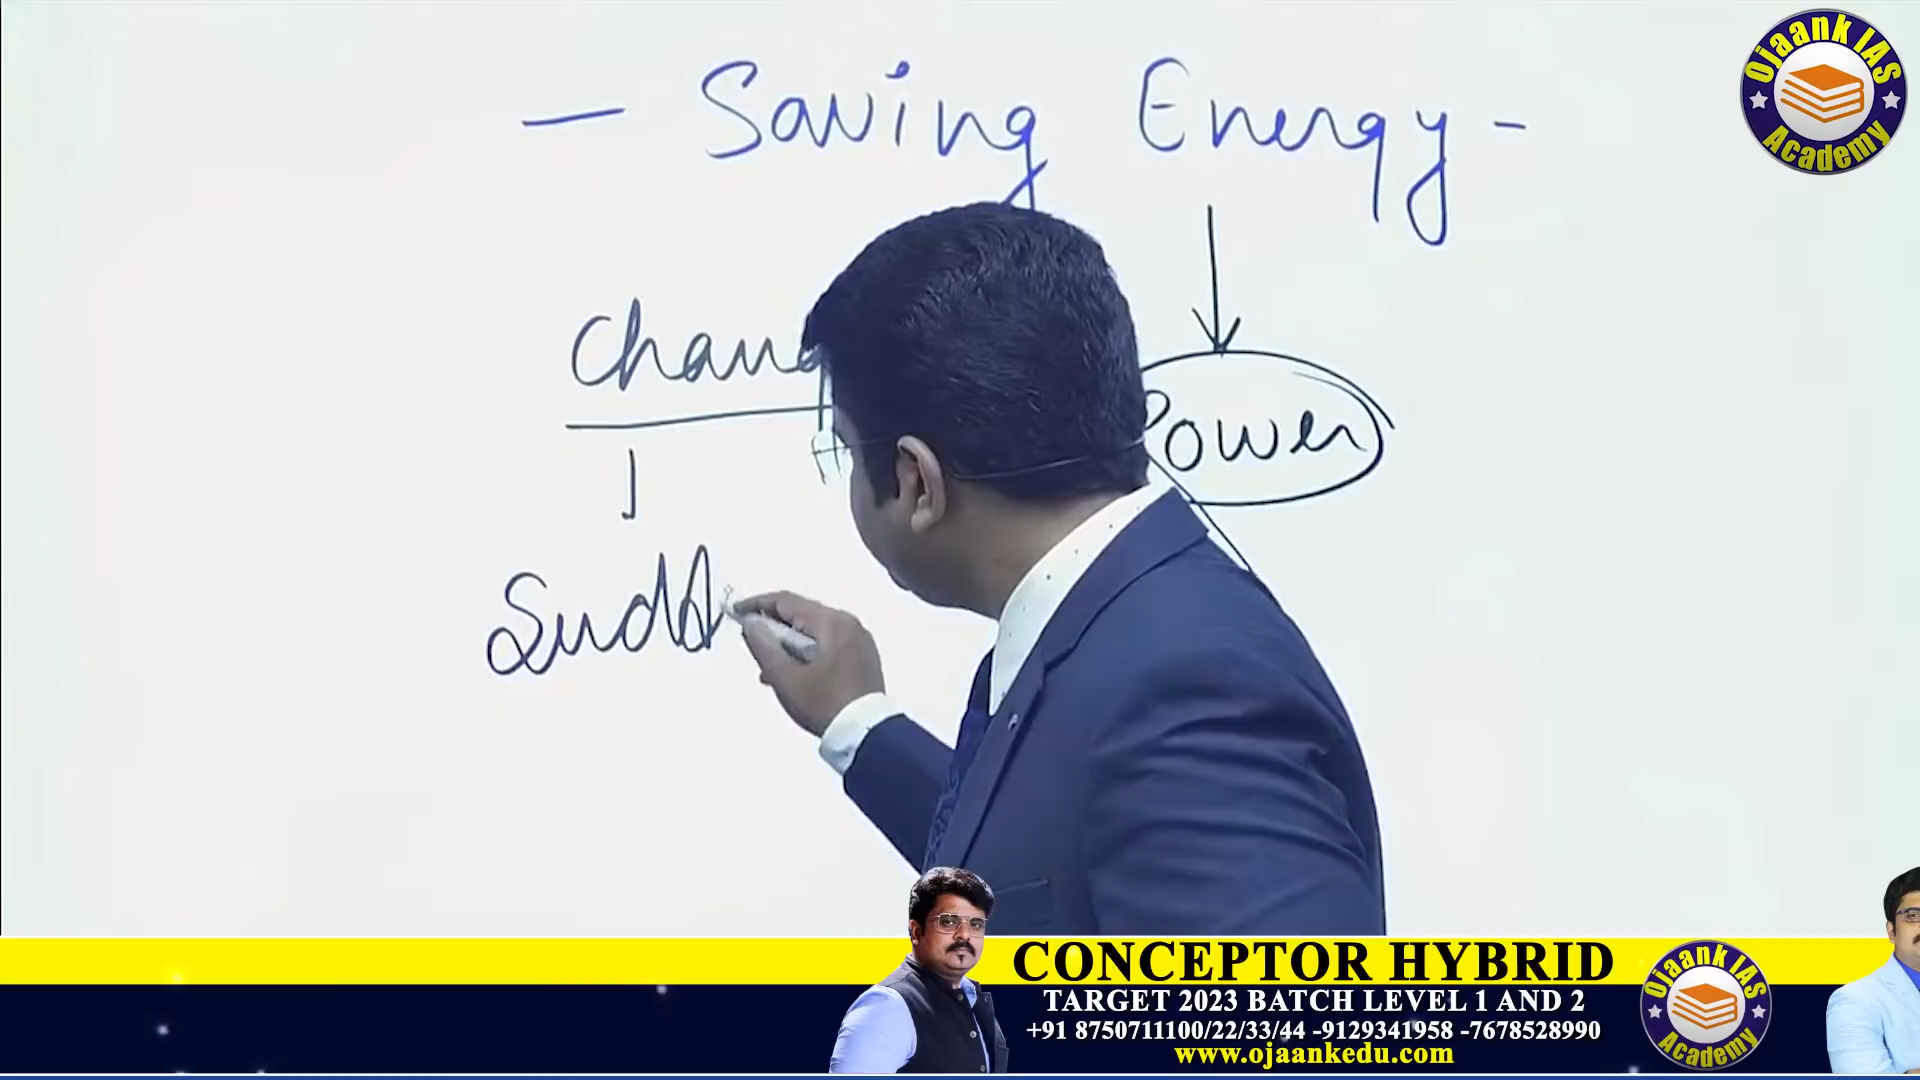 - Saving Energy -
Ojaank IAS
Academy
Chang
Power
Sudd
CONCEPTOR HYBRID
TARGET 2023 BATCH LEVEL 1 AND 2
+91 8750711100/22/33/44 -9129341958 -7678528990
www.ojaankedu.com
Ojaank IAS
Academy